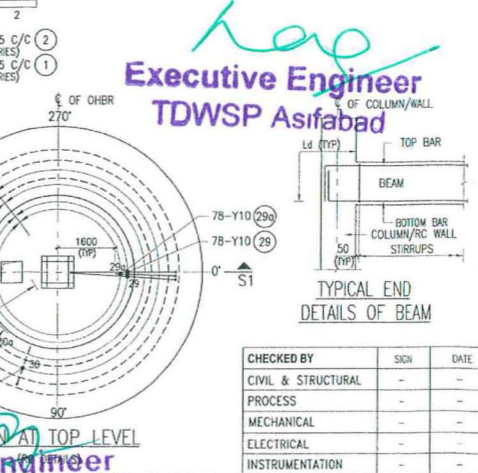 2
5 C/C 2
RIES)
5 C/C 1
RIES)
Executive Engineer
TDWSP Asifabad
℄ OF OHBR
270°
℄ OF COLUMN/WALL
Ld (TYP)
TOP BAR
BEAM
BOTTOM BAR
COLUMN/RC WALL
50
(TYP)
STIRRUPS
TYPICAL END
DETAILS OF BEAM
78-Y10 29a
78-Y10 29
1600
(TYP)
29a
29
0°
S1
30
90°
AT TOP LEVEL
ngineer
CHECKED BY SIGN DATE
CIVIL & STRUCTURAL - -
PROCESS - -
MECHANICAL - -
ELECTRICAL - -
INSTRUMENTATION - -